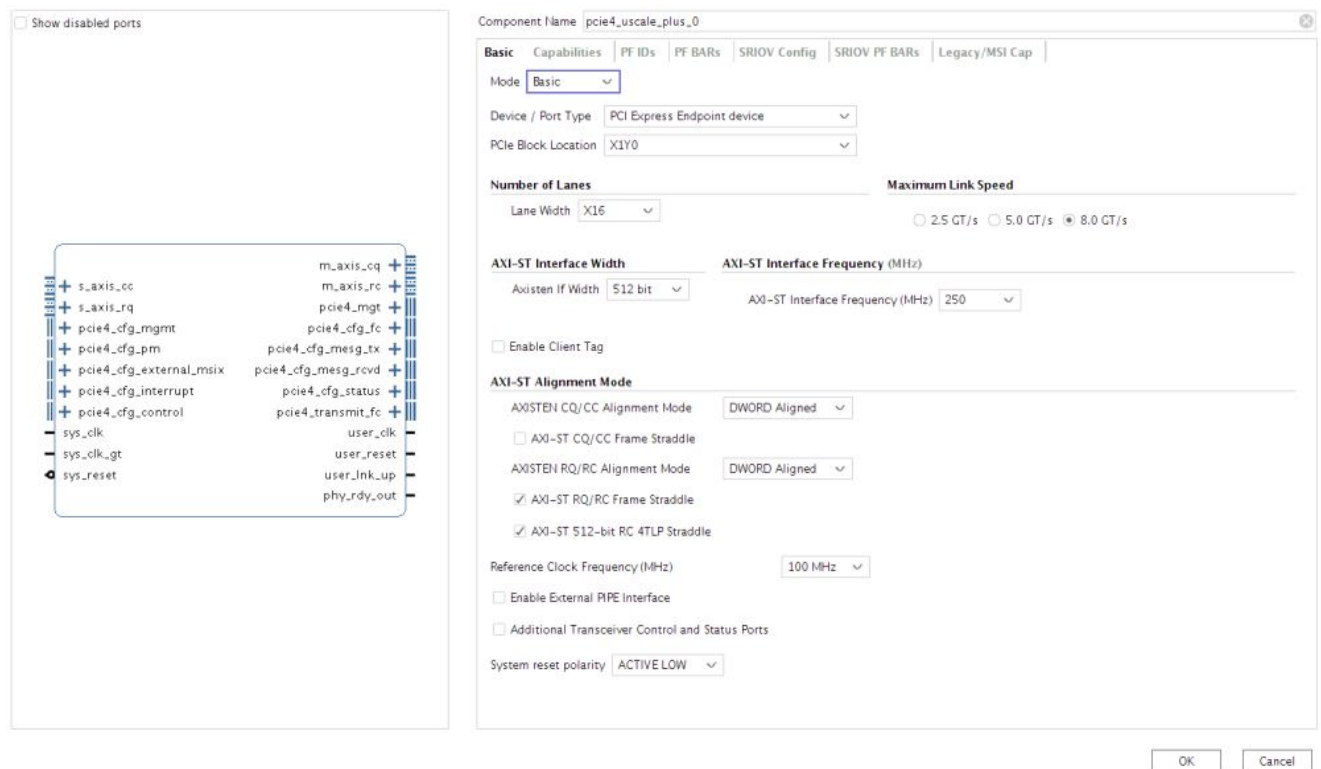 Show disabled ports
m_axis_cq
s_axis_cc
m_axis_rc
s_axis_rq
pcie4_mgt
pcie4_cfg_mgmt
pcie4_cfg_fc
pcie4_cfg_pm
pcie4_cfg_mesg_tx
pcie4_cfg_external_msix
pcie4_cfg_mesg_rcvd
pcie4_cfg_interrupt
pcie4_cfg_status
pcie4_cfg_control
pcie4_transmit_fc
sys_clk
user_clk
sys_clk_gt
user_reset
sys_reset
user_lnk_up
phy_rdy_out
Component Name pcie4_uscale_plus_0
Basic Capabilities PF IDs PF BARs SRIOV Config SRIOV PF BARs Legacy/MSI Cap
Mode Basic
Device / Port Type PCI Express Endpoint device
PCIe Block Location X1Y0
Number of Lanes
Maximum Link Speed
Lane Width X16
2.5 GT/s 5.0 GT/s 8.0 GT/s
AXI-ST Interface Width
AXI-ST Interface Frequency (MHz)
Axisten If Width 512 bit
AXI-ST Interface Frequency (MHz) 250
Enable Client Tag
AXI-ST Alignment Mode
AXISTEN CQ/CC Alignment Mode DWORD Aligned
AXI-ST CQ/CC Frame Straddle
AXISTEN RQ/RC Alignment Mode DWORD Aligned
AXI-ST RQ/RC Frame Straddle
AXI-ST 512-bit RC 4TLP Straddle
Reference Clock Frequency (MHz) 100 MHz
Enable External PIPE Interface
Additional Transceiver Control and Status Ports
System reset polarity ACTIVE LOW
OK Cancel